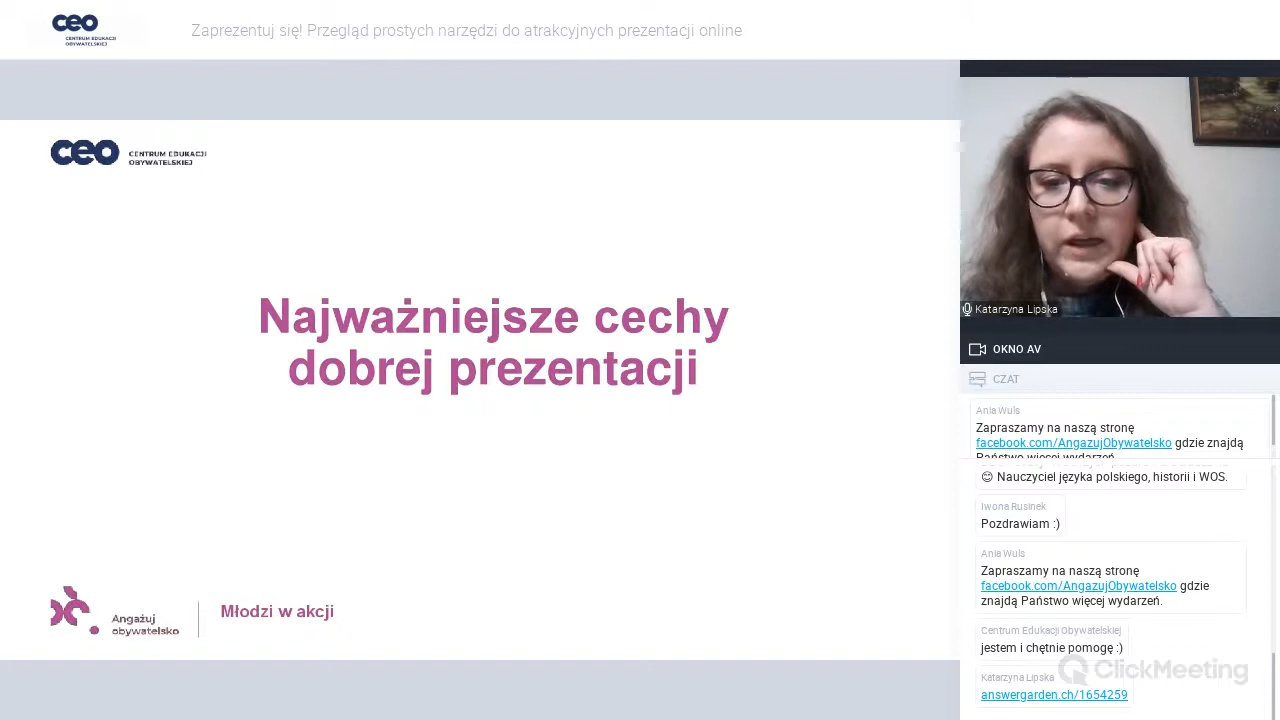 ceo
CENTRUM EDUKACJI
OBYWATELSKIEJ
Zaprezentuj się! Przegląd prostych narzędzi do atrakcyjnych prezentacji online
ceo
CENTRUM EDUKACJI
OBYWATELSKIEJ
Najważniejsze cechy
dobrej prezentacji
Angażuj
obywatelsko
Młodzi w akcji
Katarzyna Lipska
OKNO AV
CZAT
Ania Wuls
Zapraszamy na naszą stronę
facebook.com/AngazujObywatelsko gdzie znajdą
Państwo więcej wydarzeń.
😊 Nauczyciel języka polskiego, historii i WOS.
Iwona Rusinek
Pozdrawiam :)
Ania Wuls
Zapraszamy na naszą stronę
facebook.com/AngazujObywatelsko gdzie
znajdą Państwo więcej wydarzeń.
Centrum Edukacji Obywatelskiej
jestem i chętnie pomogę :)
Katarzyna Lipska
answergarden.ch/1654259
ClickMeeting